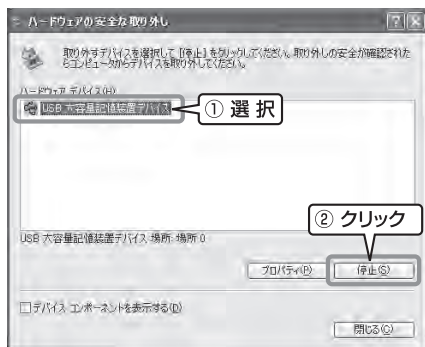 ハードウェアの安全な取り外し
取り外すデバイスを選択して [停止] をクリックしてください。取り外しの安全が確認された
らコンピュータからデバイスを取り外してください。
ハードウェア デバイス(H)
USB 大容量記憶装置デバイス
① 選 択
② クリック
USB 大容量記憶装置デバイス 場所 場所 0
プロパティ(P)
停止(S)
デバイス コンポーネントを表示する(D)
閉じる(C)